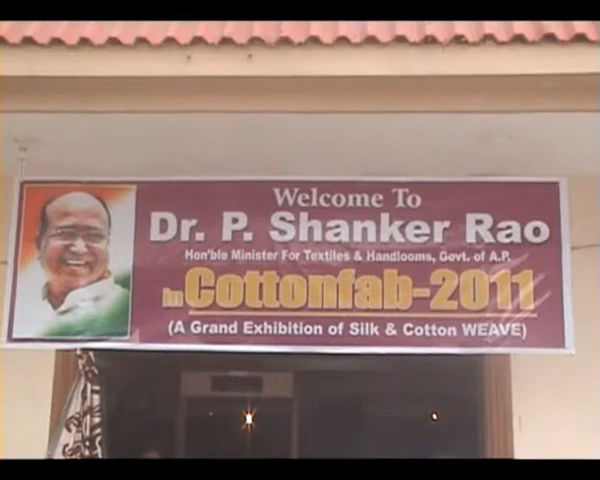 Welcome To
Dr. P. Shanker Rao
Hon'ble Minister For Textiles & Handlooms, Govt. of A.P.
in Cottonfab-2011
(A Grand Exhibition of Silk & Cotton WEAVE)